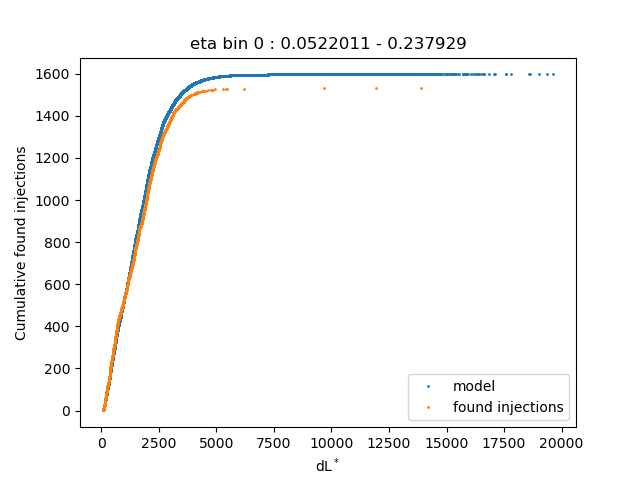 eta bin 0 : 0.0522011 - 0.237929
Cumulative found injections
1600
1400
1200
1000
800
600
400
200
0
model
found injections
0 2500 5000 7500 10000 12500 15000 17500 20000
dL*